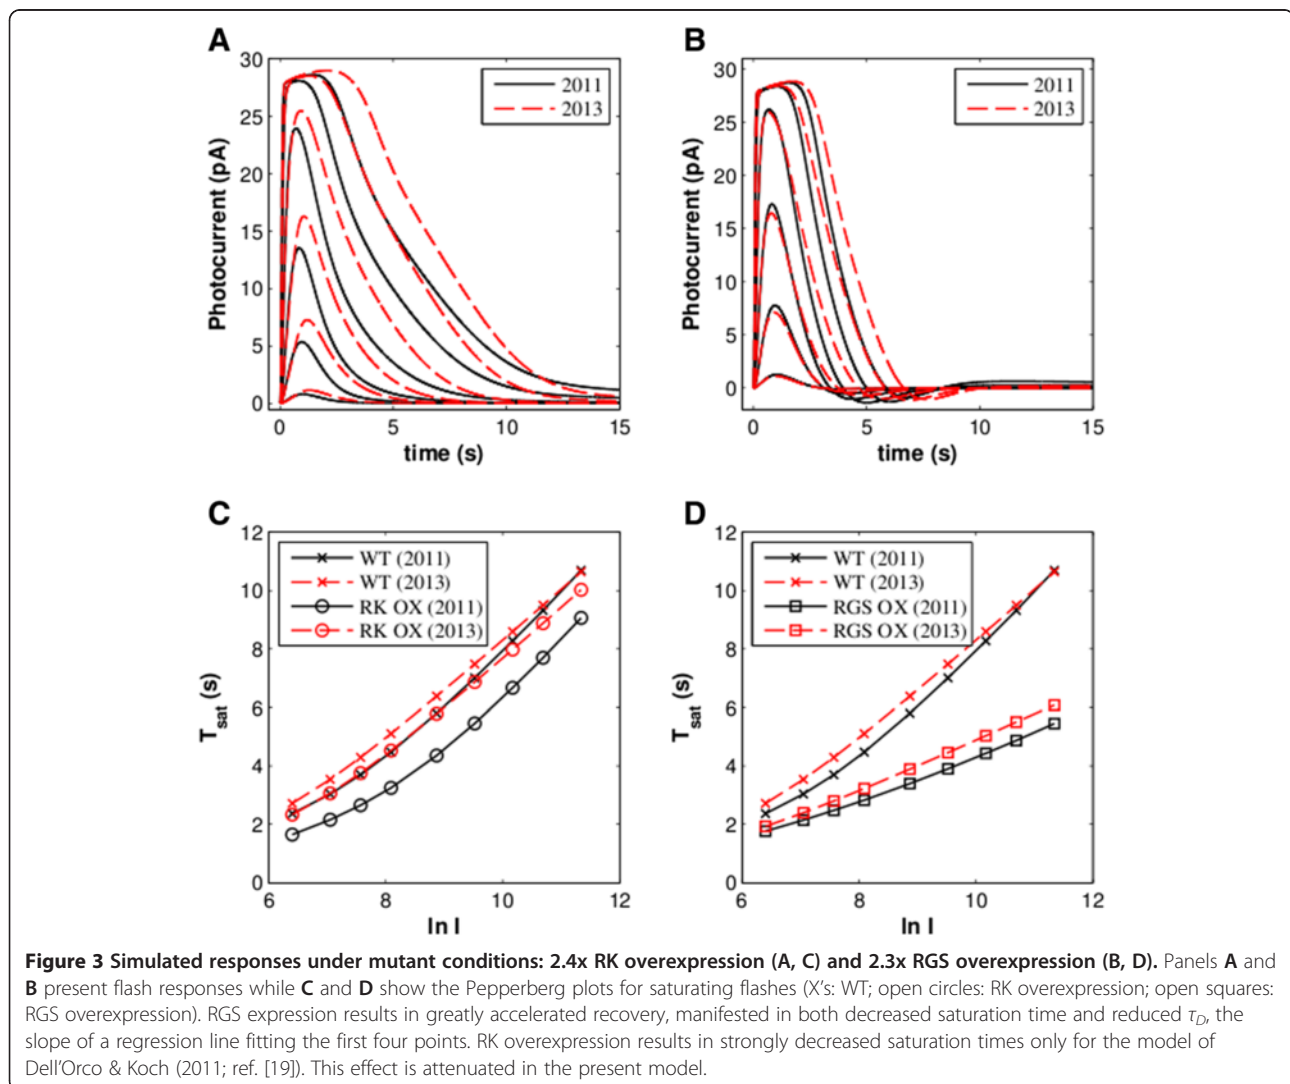 A
30
25
20
15
10
5
0
Photocurrent (pA)
2011
2013
0 5 10 15
time (s)
B
30
25
20
15
10
5
0
Photocurrent (pA)
2011
2013
0 5 10 15
time (s)
C
12
10
8
6
4
2
0
T_sat (s)
WT (2011)
WT (2013)
RK OX (2011)
RK OX (2013)
6 8 10 12
ln I
D
12
10
8
6
4
2
0
T_sat (s)
WT (2011)
WT (2013)
RGS OX (2011)
RGS OX (2013)
6 8 10 12
ln I
Figure 3 Simulated responses under mutant conditions: 2.4x RK overexpression (A, C) and 2.3x RGS overexpression (B, D). Panels A and
B present flash responses while C and D show the Pepperberg plots for saturating flashes (X's: WT; open circles: RK overexpression; open squares:
RGS overexpression). RGS expression results in greatly accelerated recovery, manifested in both decreased saturation time and reduced τ_D, the
slope of a regression line fitting the first four points. RK overexpression results in strongly decreased saturation times only for the model of
Dell'Orco & Koch (2011; ref. [19]). This effect is attenuated in the present model.